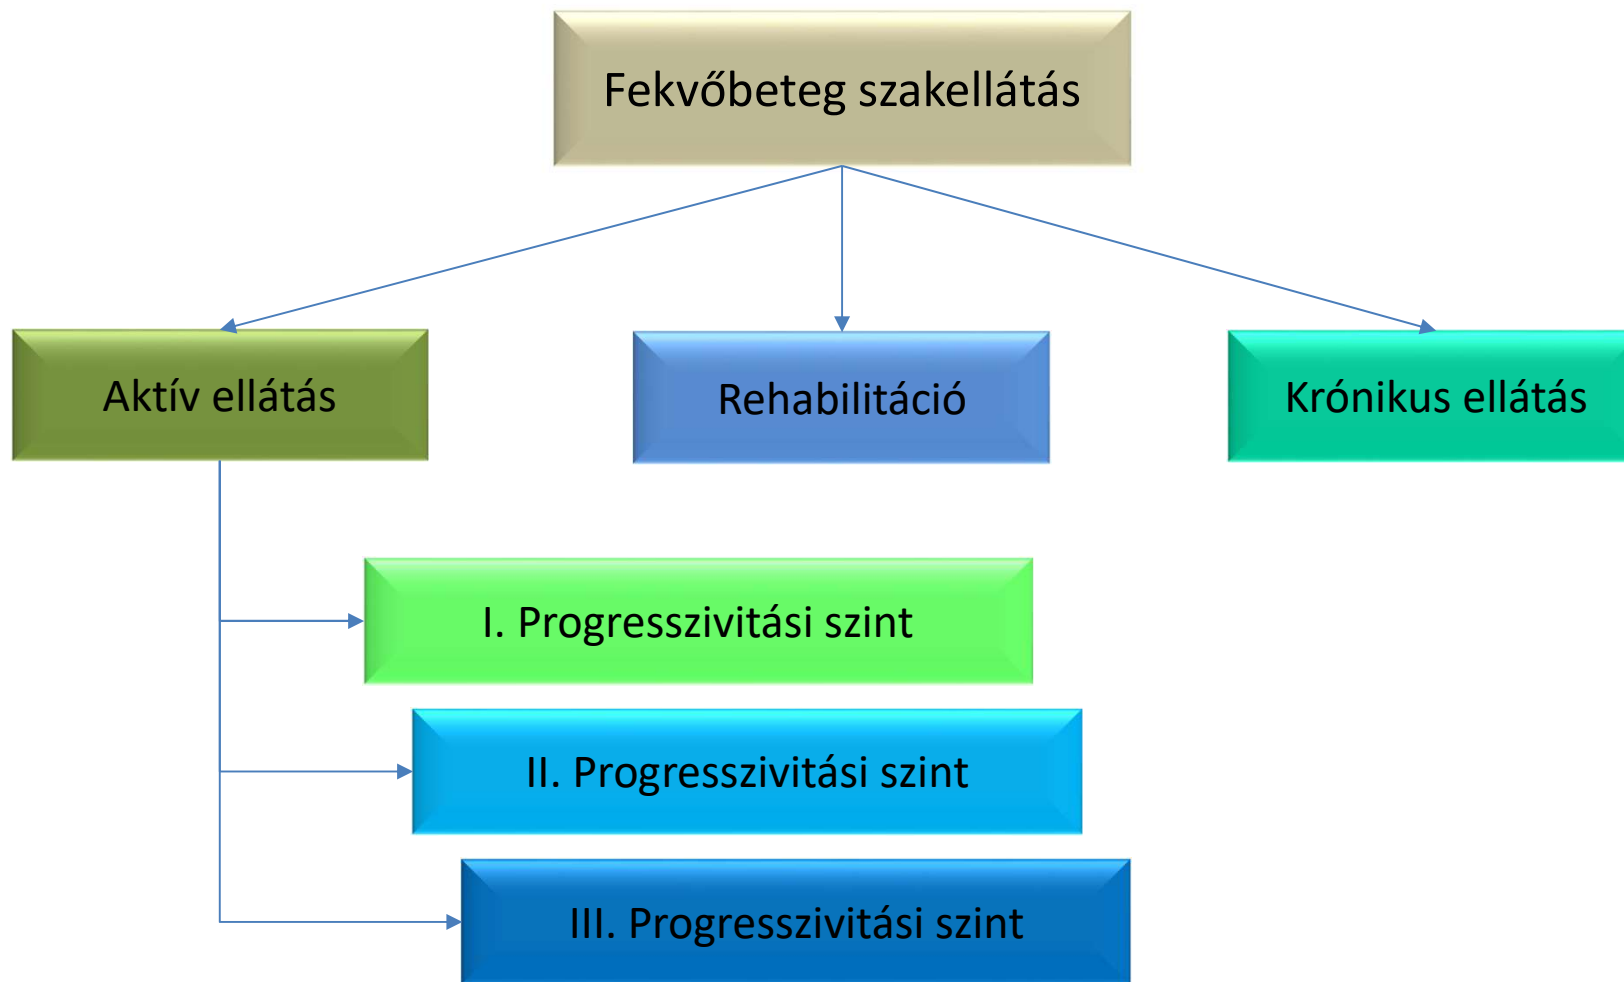 Fekvőbeteg szakellátás
Aktív ellátás
Rehabilitáció
Krónikus ellátás
I. Progresszivitási szint
II. Progresszivitási szint
III. Progresszivitási szint